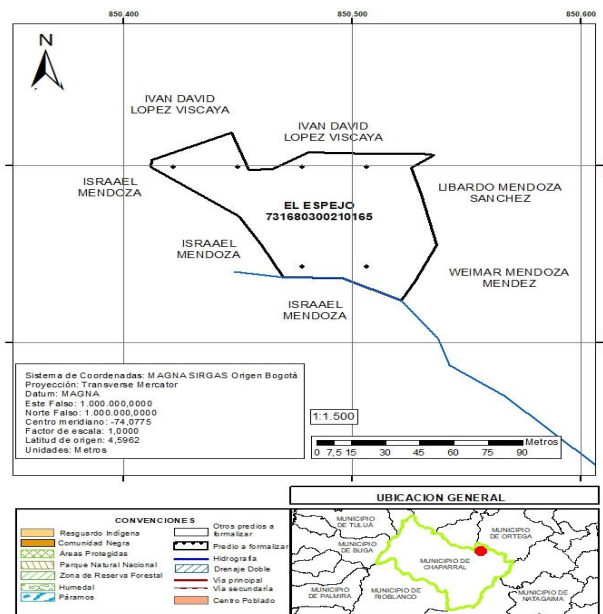 850.400
850.500
850.600
N
IVAN DAVID
LOPEZ VISCAYA
IVAN DAVID
LOPEZ VISCAYA
ISRAAEL
MENDOZA
EL ESPEJO
731680300210165
LIBARDO MENDOZA
SANCHEZ
ISRAAEL
MENDOZA
WEIMAR MENDOZA
MENDEZ
ISRAAEL
MENDOZA
Sistema de Coordenadas: MAGNA SIRGAS Origen Bogotá
Proyección: Transverse Mercator
Datum: MAGNA
Este Falso: 1.000.000,0000
Norte Falso: 1.000.000,0000
Centro meridiano: -74,0775
Factor de escala: 1,0000
Latitud de origen: 4,5962
Unidades: Metros
1:1.500
Metros
0 7,5 15 30 45 60 75 90
CONVENCIONES
Resguardo Indígena
Comunidad Negra
Áreas Protegidas
Parque Natural Nacional
Zona de Reserva Forestal
Humedal
Páramos
Otros predios a
formalizar
Predio a formalizar
Hidrografía
Drenaje Doble
Vía principal
Vía secundaria
Centro Poblado
UBICACION GENERAL
MUNICIPIO
DE TULUÁ
MUNICIPIO
DE BUGA
MUNICIPIO
DE ORTEGA
MUNICIPIO DE
CHAPARRAL
MUNICIPIO
DE PALMIRA
MUNICIPIO DE
RIOBLANCO
MUNICIPIO DE
NATAGAIMA